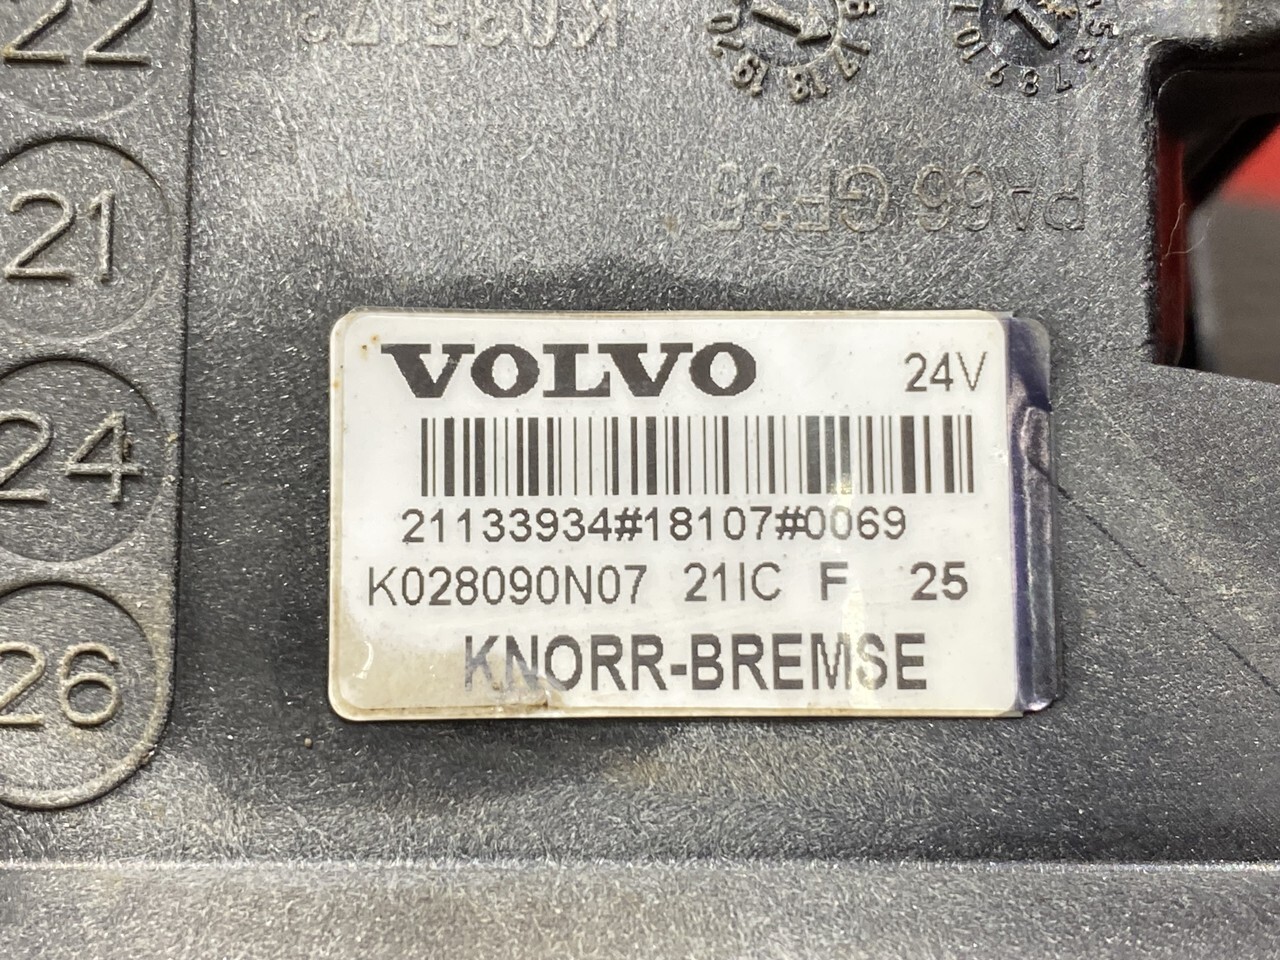 22
21
24
26
PA66 GF35
VOLVO 24V
21133934#18107#0069
K028090N07 21IC F 25
KNORR-BREMSE